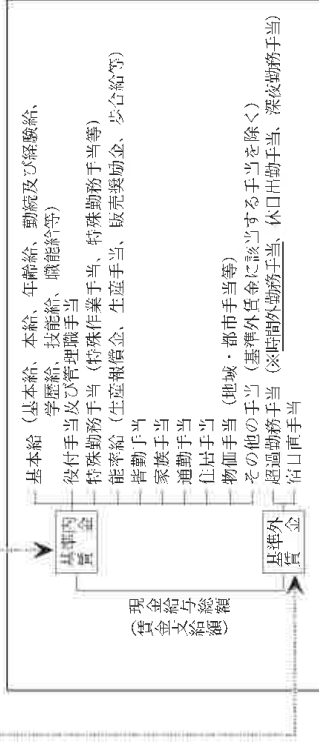 現金給与総額
（賃金支給額）
基準内
賃金
基本給（基本給、本給、年齢給、勤続及び経験給、
学歴給、技能給、職能給等）
役付手当及び管理職手当
特殊勤務手当（特殊作業手当、特殊勤務手当等）
能率給（生産報償金、生産手当、販売奨励金、歩合給等）
皆勤手当
家族手当
通勤手当
住居手当
物価手当（地域・都市手当等）
その他の手当（基準外賃金に該当する手当を除く）
基準外
賃金
超過勤務手当（※時間外勤務手当、休日出勤手当、深夜勤務手当）
宿日直手当